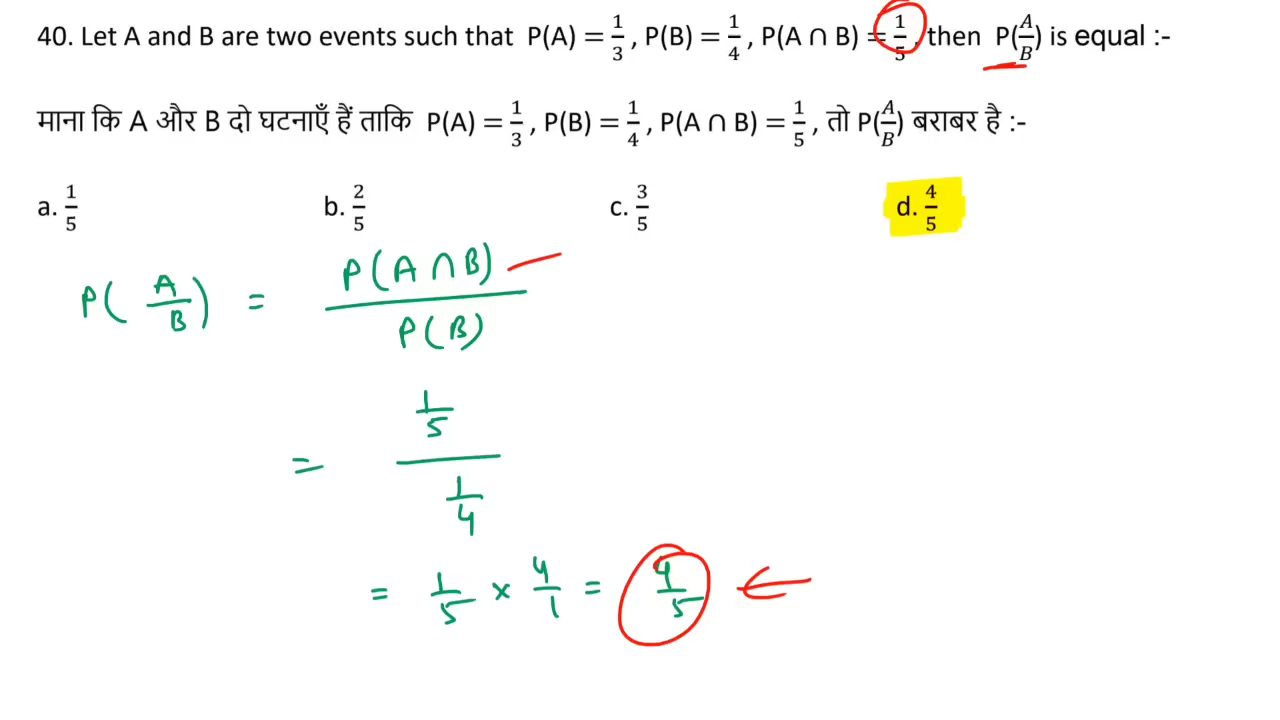 40. Let A and B are two events such that P(A) = 1/3, P(B) = 1/4, P(A ∩ B) = 1/5, then P(A/B) is equal :-
माना कि A और B दो घटनाएँ हैं ताकि P(A) = 1/3, P(B) = 1/4, P(A ∩ B) = 1/5, तो P(A/B) बराबर है :-
a. 1/5 b. 2/5 c. 3/5 d. 4/5
P(A/B) = P(A ∩ B)/P(B)
= (1/5)/(1/4)
= 1/5 × 4/1 = 4/5